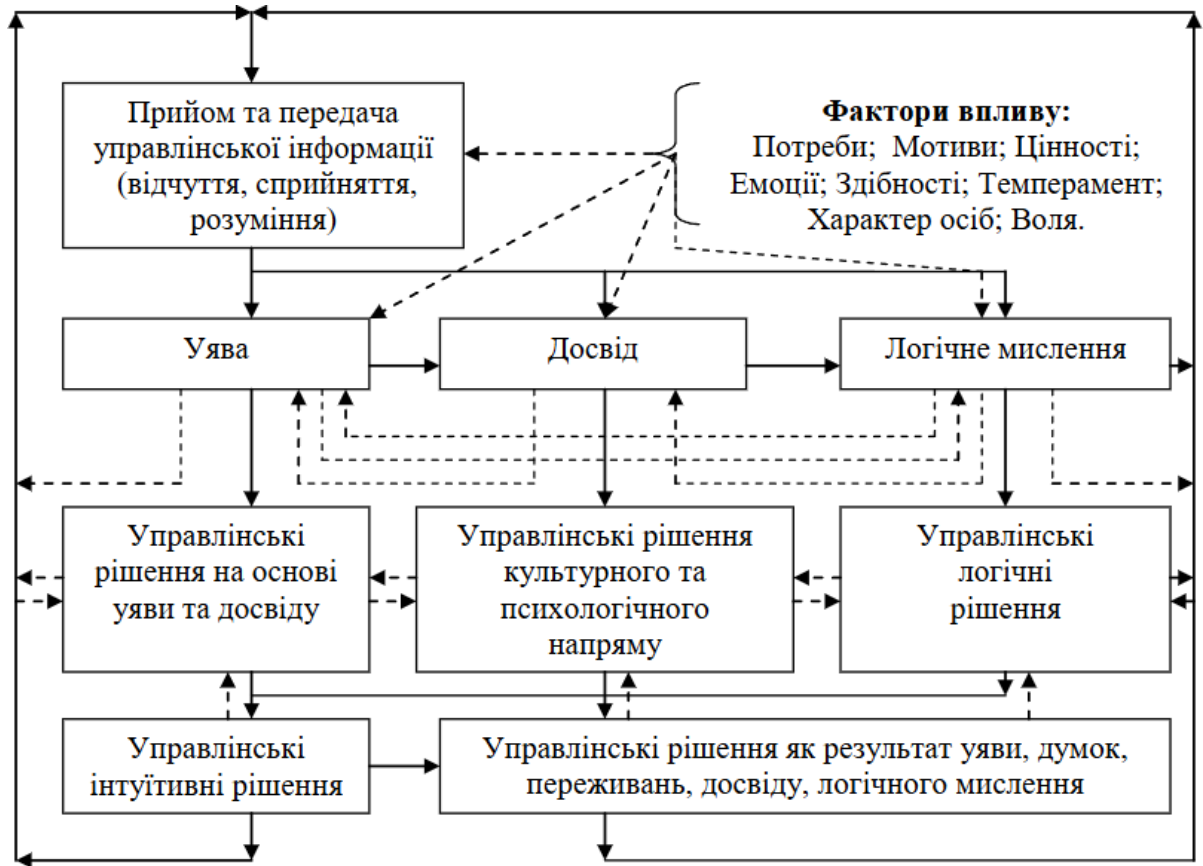 Прийом та передача
управлінської інформації
(відчуття, сприйняття,
розуміння)
Фактори впливу:
Потреби; Мотиви; Цінності;
Емоції; Здібності; Темперамент;
Характер осіб; Воля.
Уява
Досвід
Логічне мислення
Управлінські
рішення на основі
уяви та досвіду
Управлінські рішення
культурного та
психологічного
напряму
Управлінські
логічні
рішення
Управлінські
інтуїтивні рішення
Управлінські рішення як результат уяви, думок,
переживань, досвіду, логічного мислення